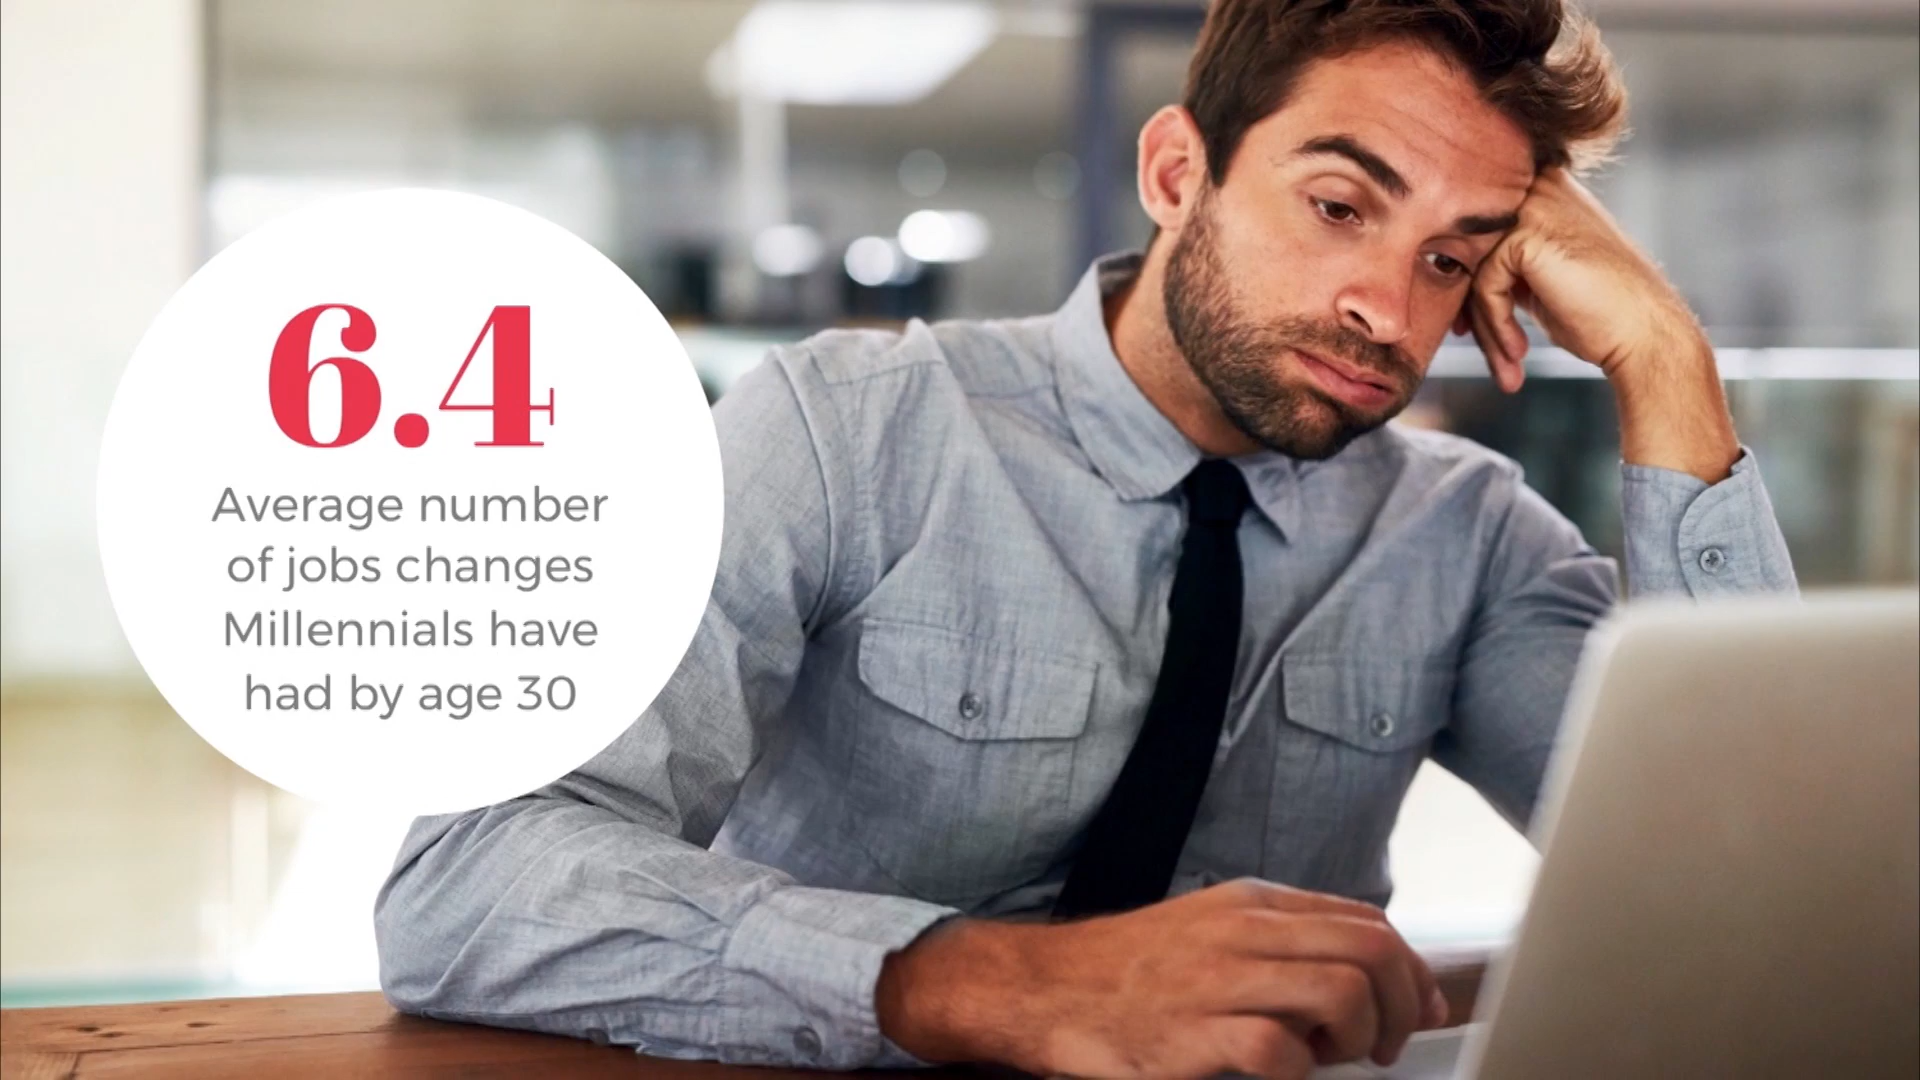 6.4
Average number
of jobs changes
Millennials have
had by age 30